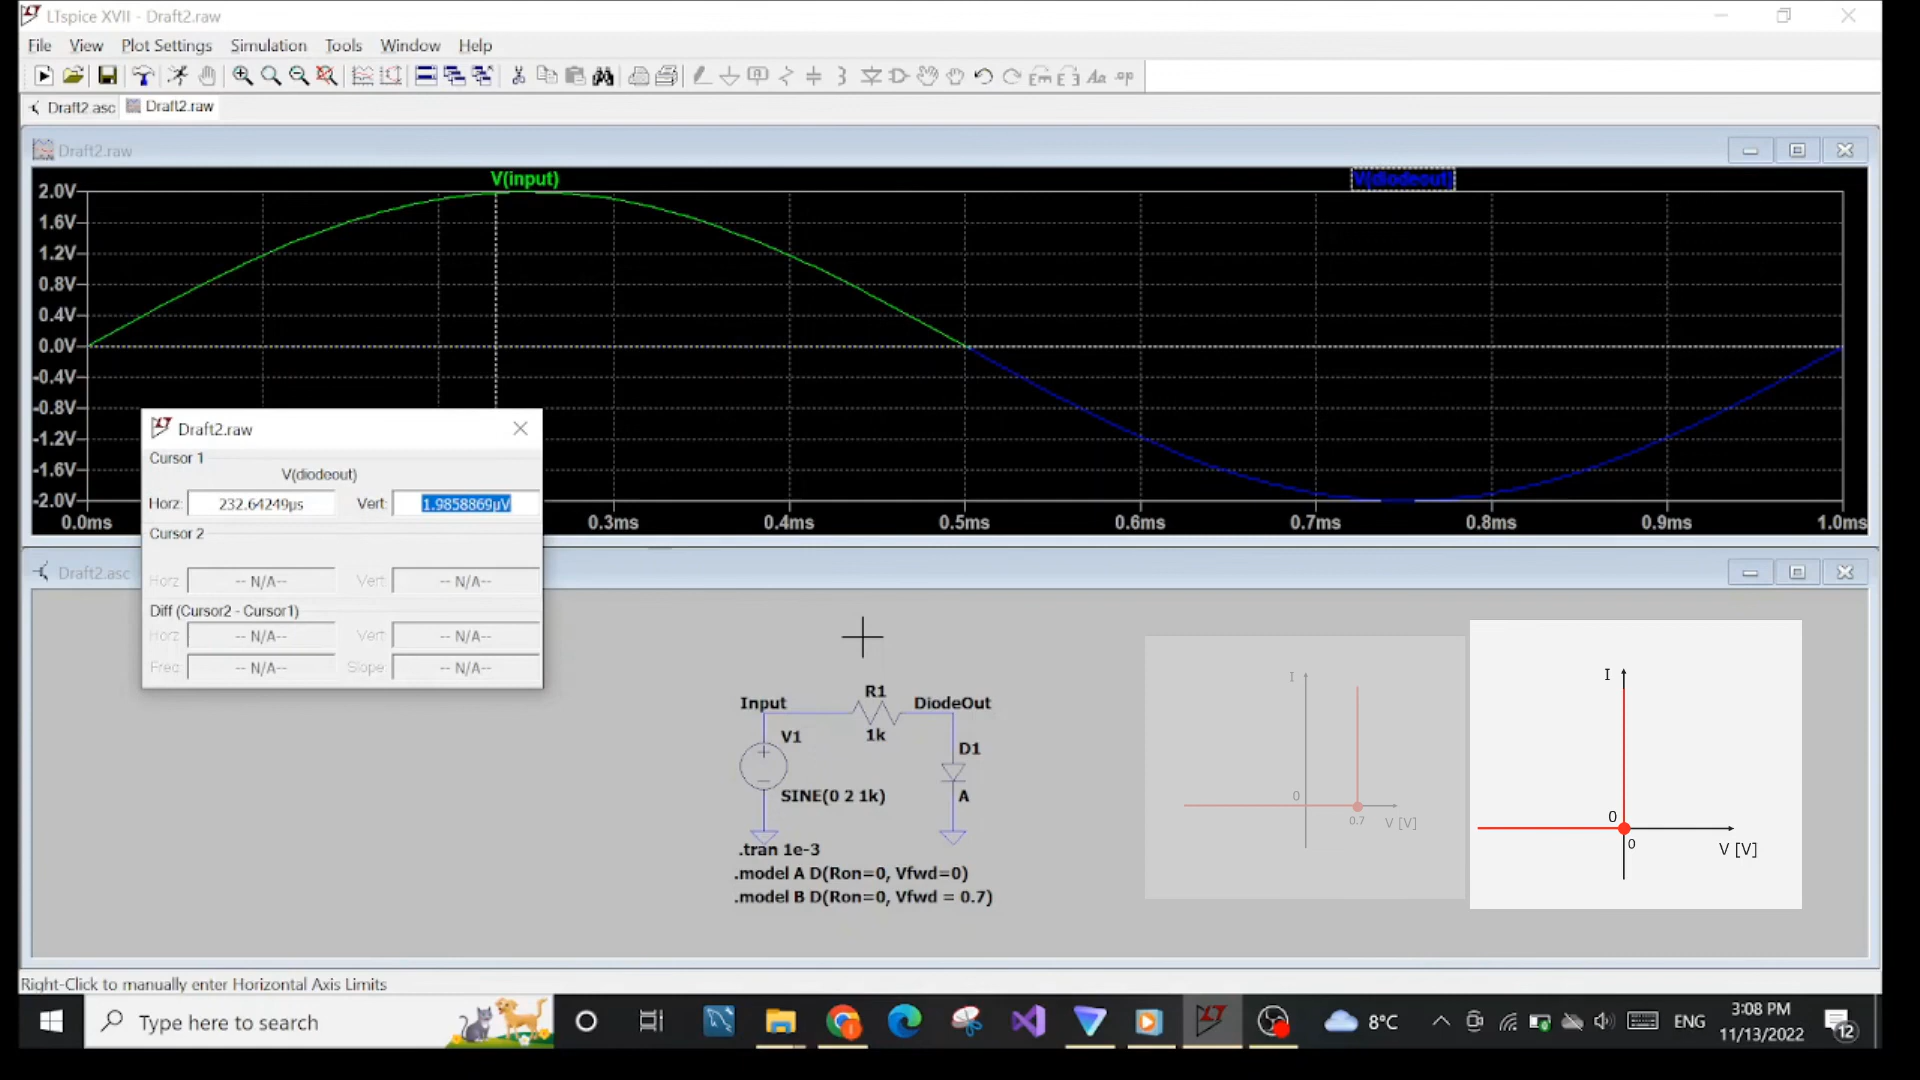 LTspice XVII - Draft2.raw
File View Plot Settings Simulation Tools Window Help
Draft2.asc Draft2.raw
Draft2.raw
V(input) V(diodeout)
2.0V
1.6V
1.2V
0.8V
0.4V
0.0V
-0.4V
-0.8V
-1.2V
-1.6V
-2.0V
0.0ms 0.3ms 0.4ms 0.5ms 0.6ms 0.7ms 0.8ms 0.9ms 1.0ms
Draft2.raw
Cursor 1
V(diodeout)
Horz: 232.64249µs Vert: 1.9858869µV
Cursor 2
Horz: -- N/A-- Vert: -- N/A--
Diff (Cursor2 - Cursor1)
Horz: -- N/A-- Vert: -- N/A--
Freq: -- N/A-- Slope: -- N/A--
Draft2.asc
Input R1 DiodeOut
V1 1k D1
SINE(0 2 1k) A
.tran 1e-3
.model A D(Ron=0, Vfwd=0)
.model B D(Ron=0, Vfwd = 0.7)
I
0
0.7 V [V]
I
0
0
V [V]
Right-Click to manually enter Horizontal Axis Limits
Type here to search
8°C ENG 3:08 PM
11/13/2022 12